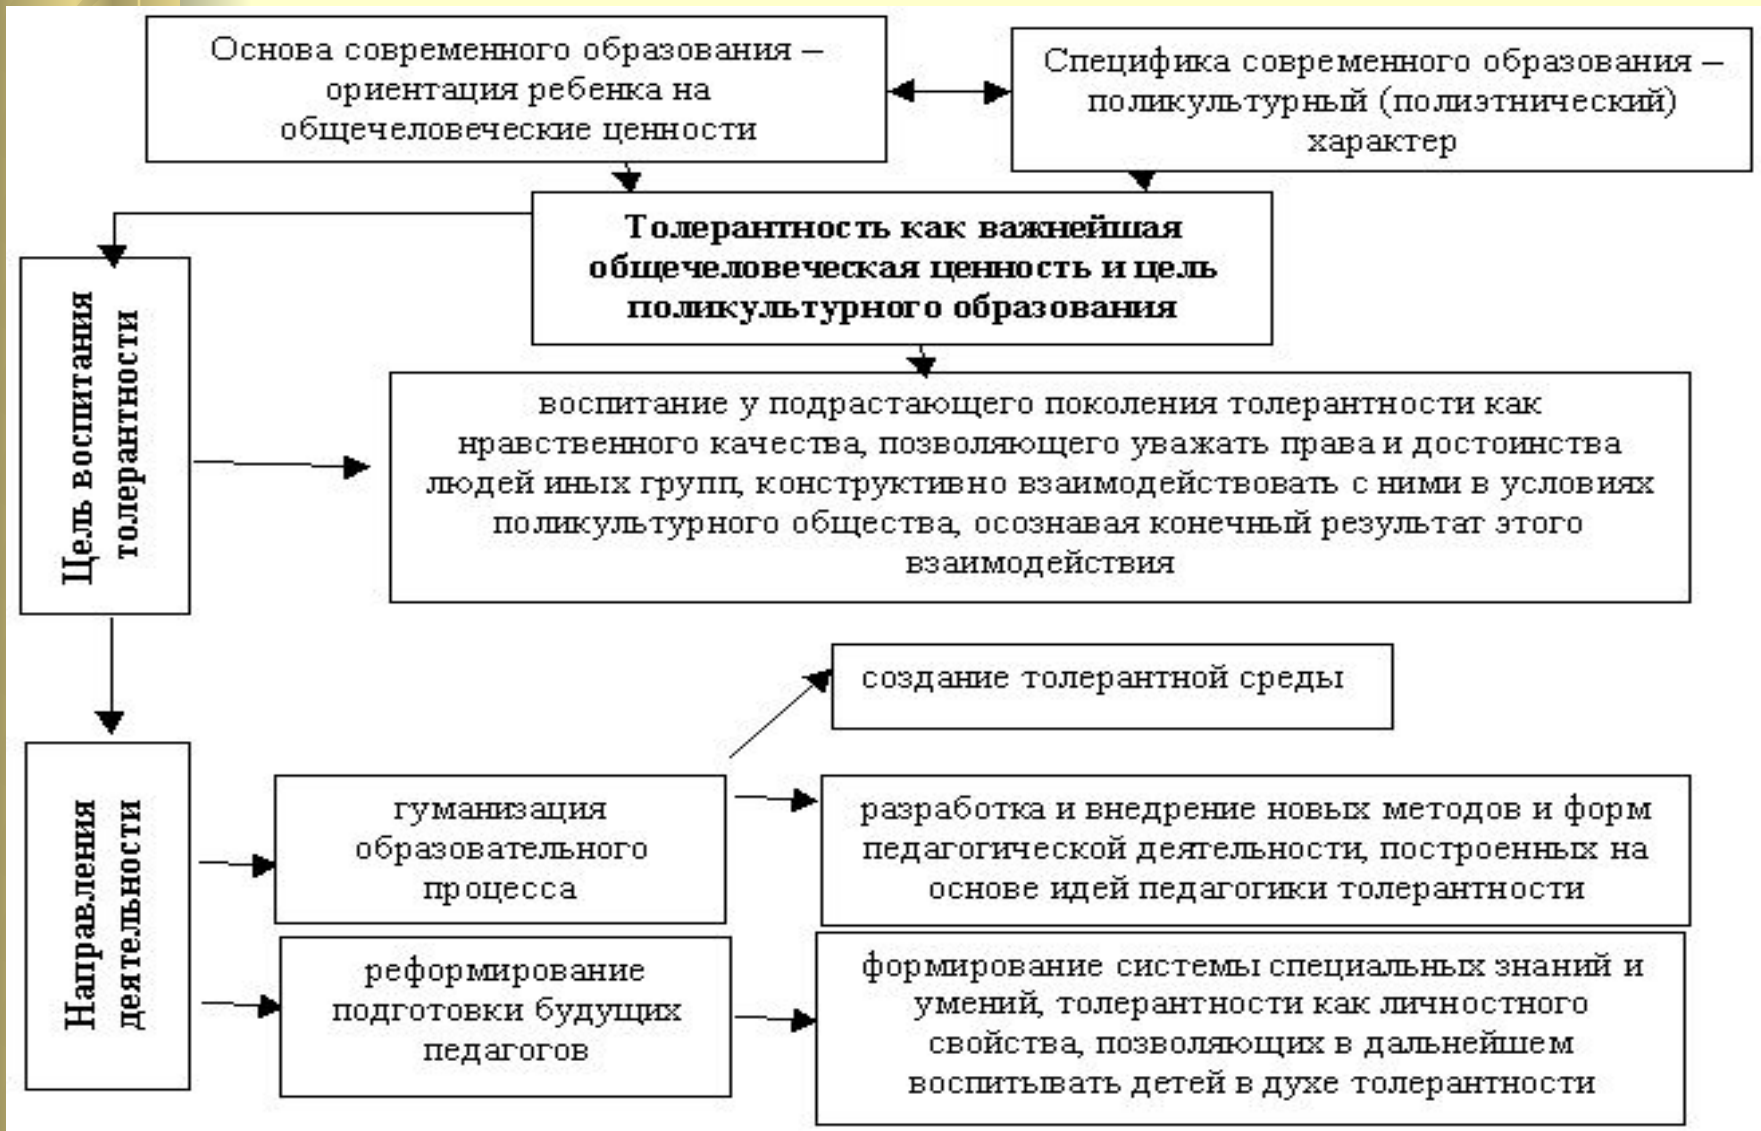 Основа современного образования –
ориентация ребенка на
общечеловеческие ценности
Специфика современного образования –
поликультурный (полиэтнический)
характер
Толерантность как важнейшая
общечеловеческая ценность и цель
поликультурного образования
Цель воспитания
толерантности
воспитание у подрастающего поколения толерантности как
нравственного качества, позволяющего уважать права и достоинства
людей иных групп, конструктивно взаимодействовать с ними в условиях
поликультурного общества, осознавая конечный результат этого
взаимодействия
Направления
деятельности
гуманизация
образовательного
процесса
создание толерантной среды
разработка и внедрение новых методов и форм
педагогической деятельности, построенных на
основе идей педагогики толерантности
реформирование
подготовки будущих
педагогов
формирование системы специальных знаний и
умений, толерантности как личностного
свойства, позволяющих в дальнейшем
воспитывать детей в духе толерантности